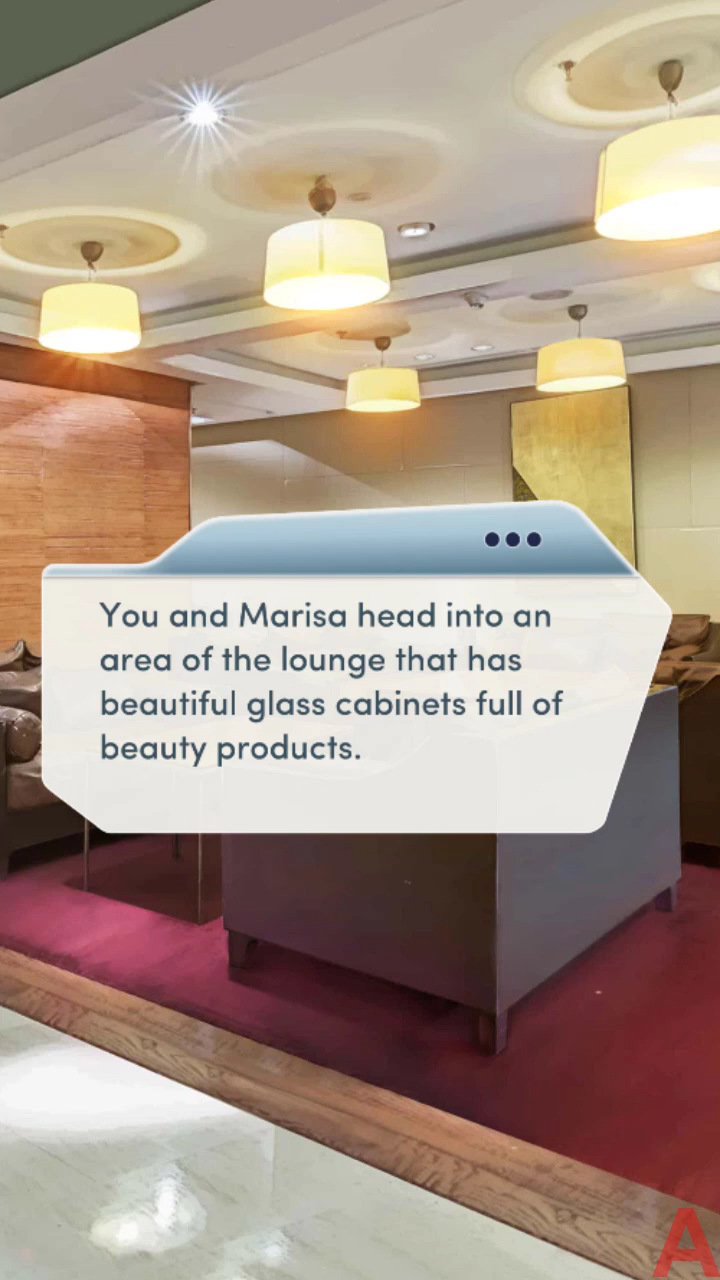 You and Marisa head into an
area of the lounge that has
beautiful glass cabinets full of
beauty products.
A